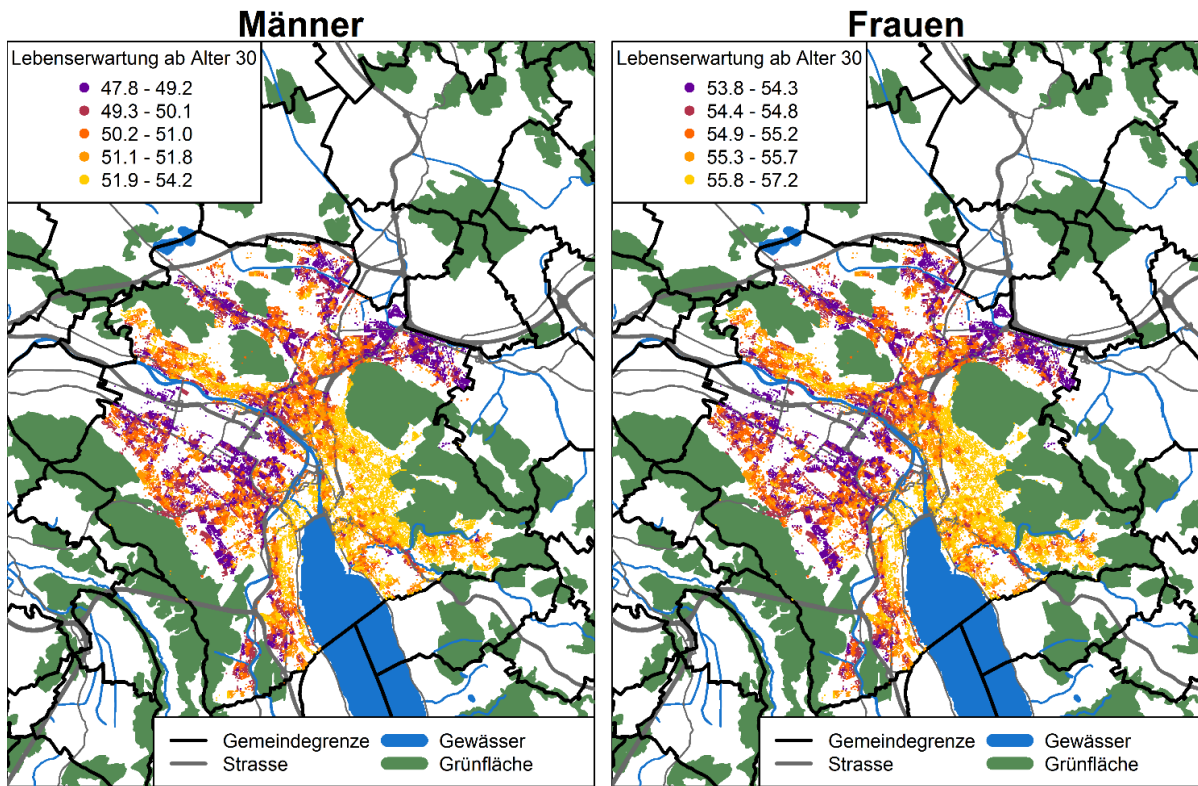 Männer
Lebenserwartung ab Alter 30
47.8 - 49.2
49.3 - 50.1
50.2 - 51.0
51.1 - 51.8
51.9 - 54.2
Gemeindegrenze
Gewässer
Strasse
Grünfläche
Frauen
Lebenserwartung ab Alter 30
53.8 - 54.3
54.4 - 54.8
54.9 - 55.2
55.3 - 55.7
55.8 - 57.2
Gemeindegrenze
Gewässer
Strasse
Grünfläche